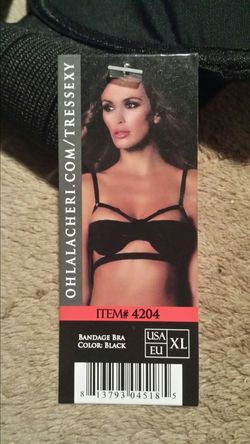 OHLALACHERI.COM/TRESSEXY
ITEM# 4204
BANDAGE BRA
COLOR: BLACK
USA
EU
XL
8 13793 04518 5